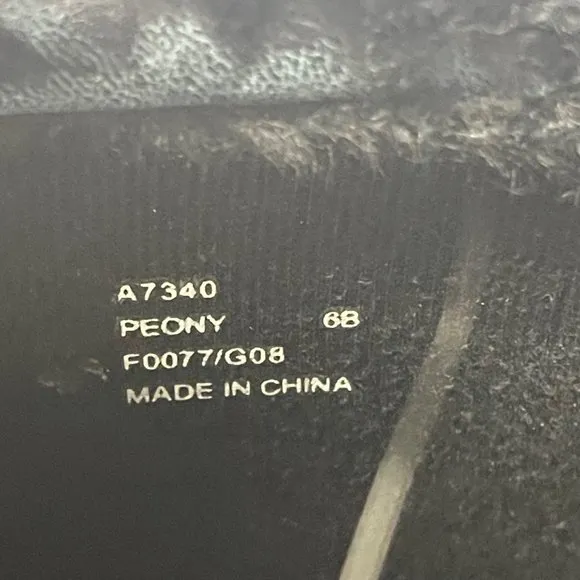 A7340
PEONY 6B
F0077/G08
MADE IN CHINA